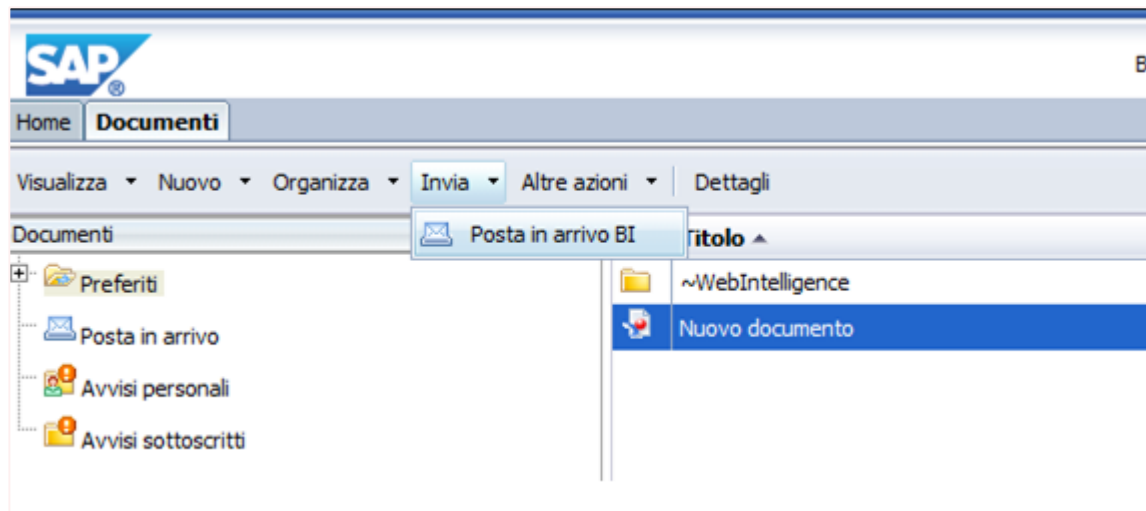 SAP®
B
Home Documenti
Visualizza Nuovo Organizza Invia Altre azioni Dettagli
Documenti Posta in arrivo BI Titolo
Preferiti ~WebIntelligence
Posta in arrivo Nuovo documento
Avvisi personali
Avvisi sottoscritti